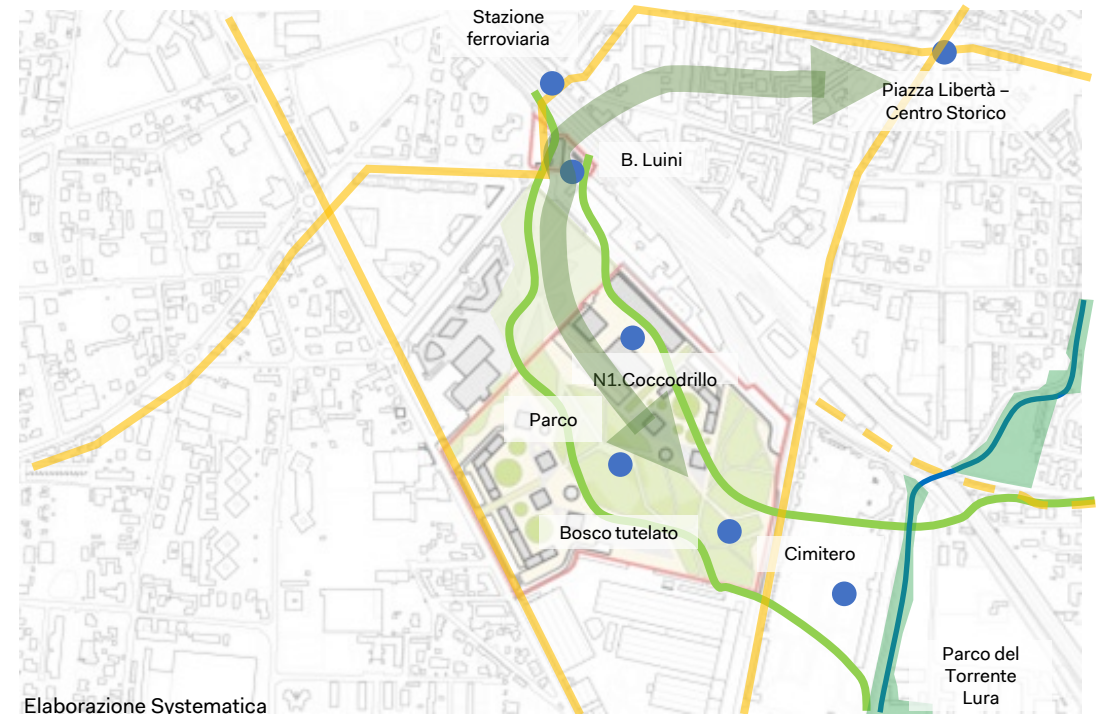 Stazione
ferroviaria
Piazza Libertà –
Centro Storico
B. Luini
N1.Coccodrillo
Parco
Bosco tutelato
Cimitero
Parco del
Torrente
Lura
Elaborazione Systematica